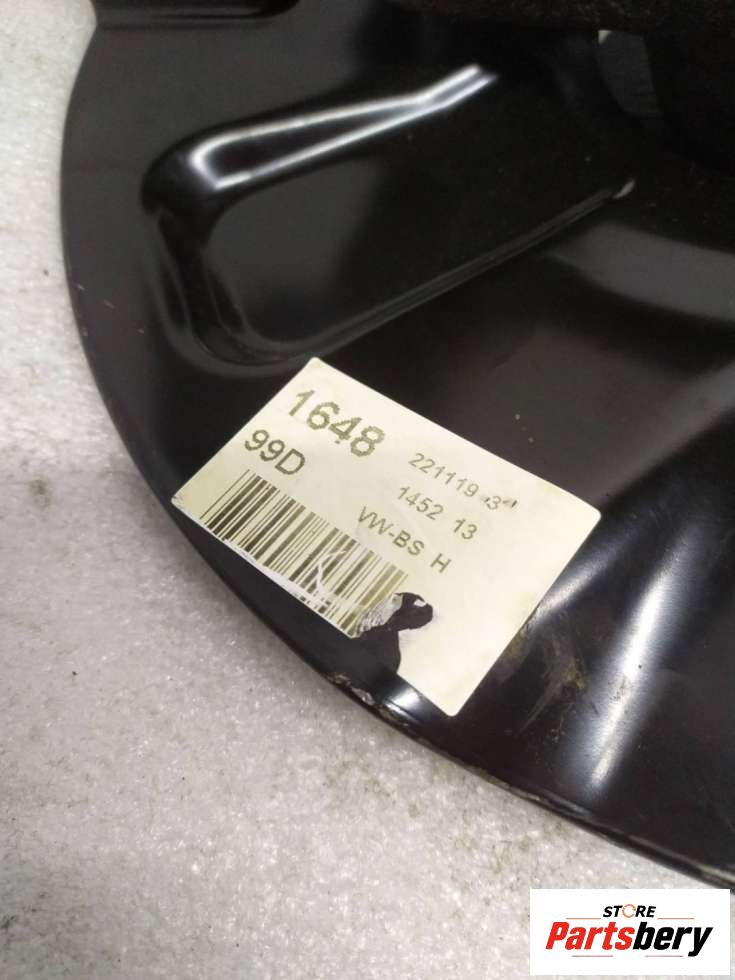 1648
221119
99D
1452 13
VW-BS H
STORE
Partsbery